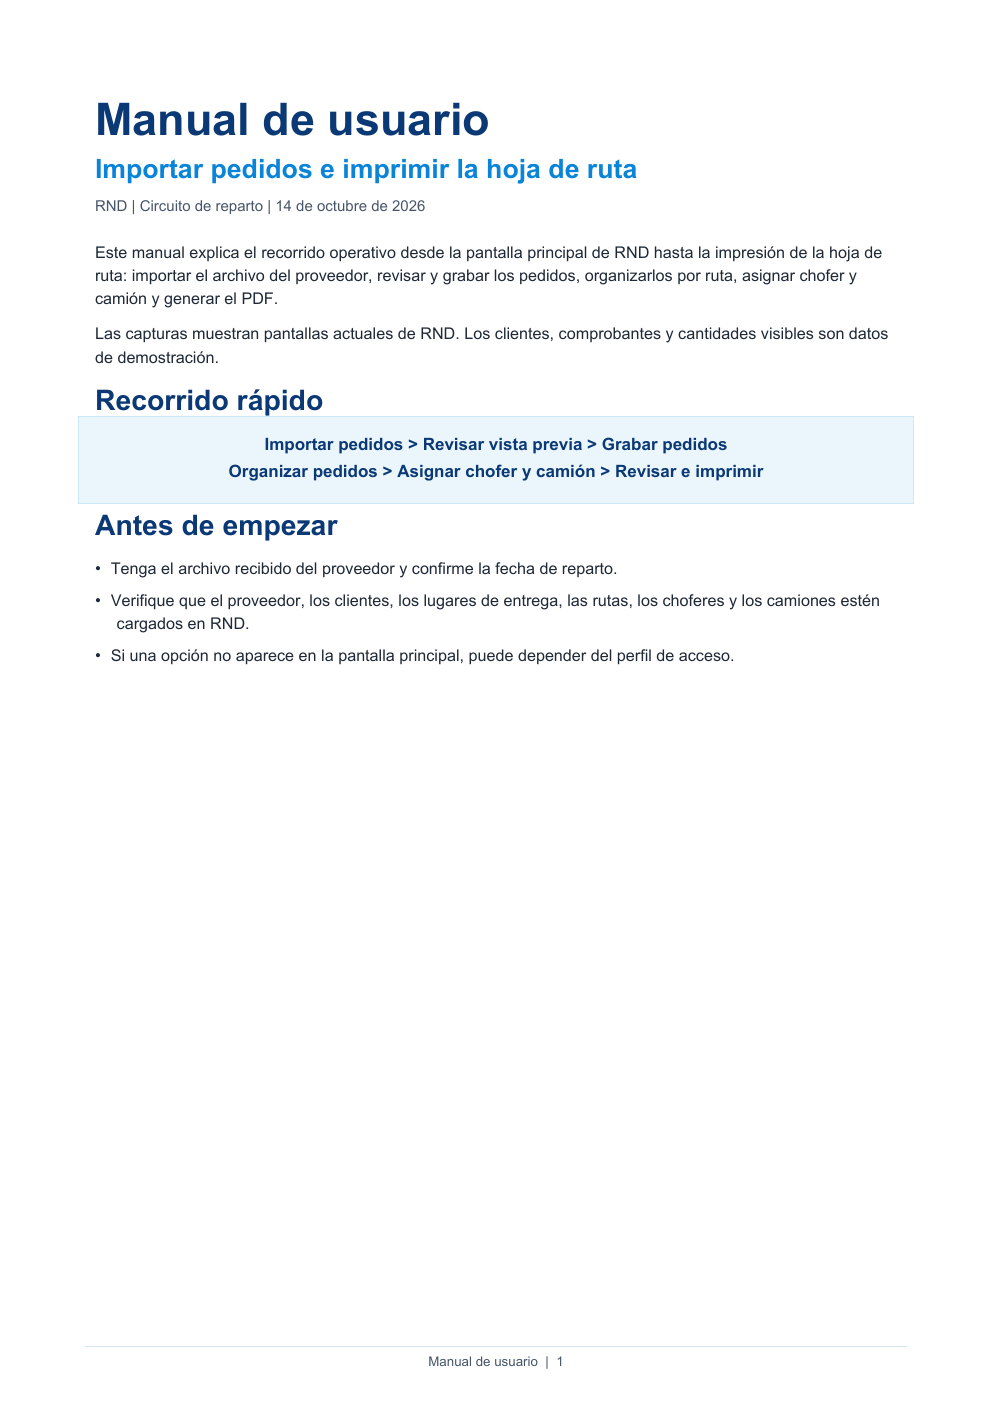 Manual de usuario
Importar pedidos e imprimir la hoja de ruta
RND | Circuito de reparto | 14 de octubre de 2026
Este manual explica el recorrido operativo desde la pantalla principal de RND hasta la impresión de la hoja de
ruta: importar el archivo del proveedor, revisar y grabar los pedidos, organizarlos por ruta, asignar chofer y
camión y generar el PDF.
Las capturas muestran pantallas actuales de RND. Los clientes, comprobantes y cantidades visibles son datos
de demostración.
Recorrido rápido
Importar pedidos > Revisar vista previa > Grabar pedidos
Organizar pedidos > Asignar chofer y camión > Revisar e imprimir
Antes de empezar
• Tenga el archivo recibido del proveedor y confirme la fecha de reparto.
• Verifique que el proveedor, los clientes, los lugares de entrega, las rutas, los choferes y los camiones estén
cargados en RND.
• Si una opción no aparece en la pantalla principal, puede depender del perfil de acceso.
Manual de usuario | 1